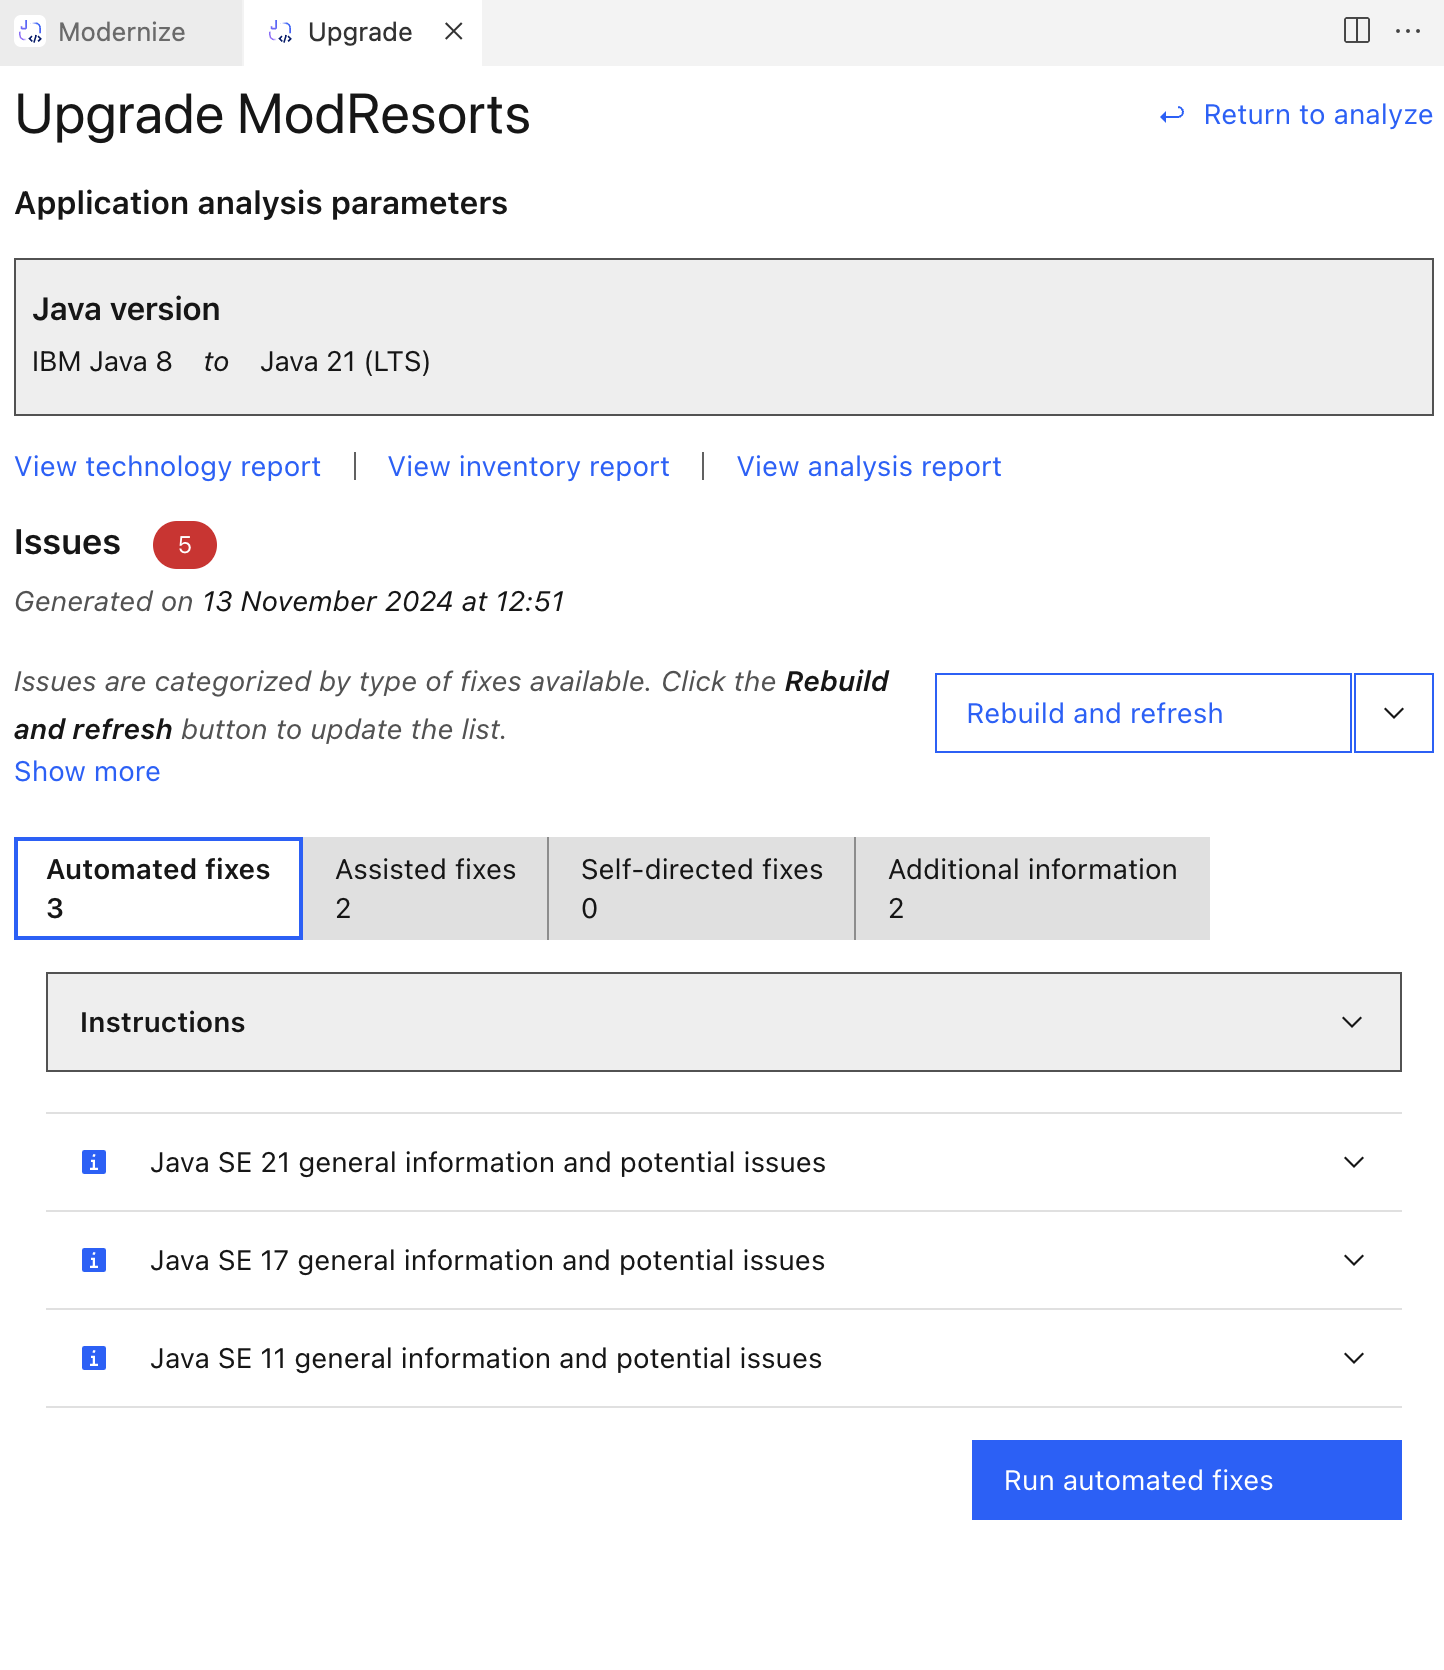 Modernize
Upgrade
Upgrade ModResorts
Return to analyze
Application analysis parameters
Java version
IBM Java 8 to Java 21 (LTS)
View technology report | View inventory report | View analysis report
Issues 5
Generated on 13 November 2024 at 12:51
Issues are categorized by type of fixes available. Click the Rebuild
and refresh button to update the list.
Show more
Rebuild and refresh
Automated fixes
3
Assisted fixes
2
Self-directed fixes
0
Additional information
2
Instructions
Java SE 21 general information and potential issues
Java SE 17 general information and potential issues
Java SE 11 general information and potential issues
Run automated fixes